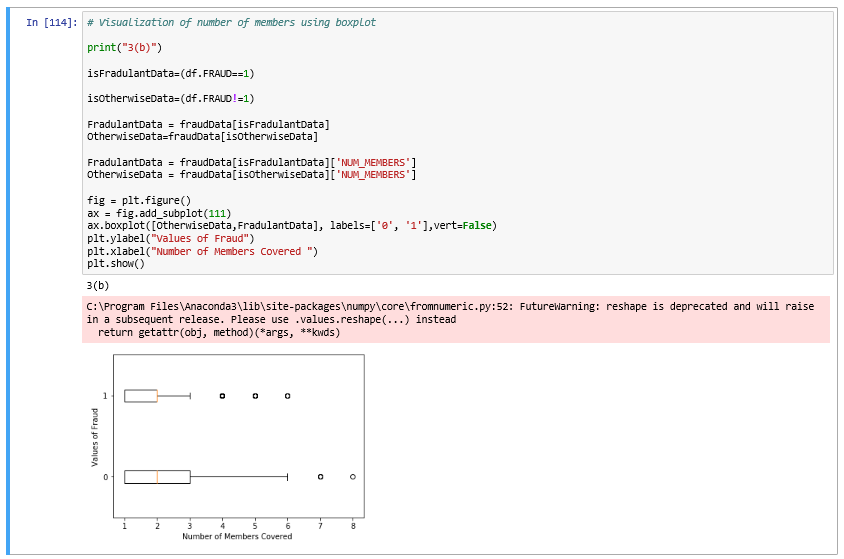 In [114]: # Visualization of number of members using boxplot
print("3(b)")
isFradulantData=(df.FRAUD==1)
isOtherwiseData=(df.FRAUD!=1)
FradulantData = fraudData[isFradulantData]
OtherwiseData=fraudData[isOtherwiseData]
FradulantData = fraudData[isFradulantData]['NUM_MEMBERS']
OtherwiseData = fraudData[isOtherwiseData]['NUM_MEMBERS']
fig = plt.figure()
ax = fig.add_subplot(111)
ax.boxplot([OtherwiseData,FradulantData], labels=['0', '1'],vert=False)
plt.ylabel("Values of Fraud")
plt.xlabel("Number of Members Covered ")
plt.show()
3(b)
C:\Program Files\Anaconda3\lib\site-packages\numpy\core\fromnumeric.py:52: FutureWarning: reshape is deprecated and will raise
in a subsequent release. Please use .values.reshape(...) instead
  return getattr(obj, method)(*args, **kwds)
1
Values of Fraud
0
1 2 3 4 5 6 7 8
Number of Members Covered